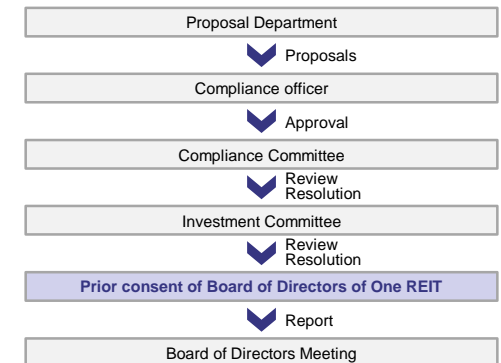 Proposal Department
Proposals
Compliance officer
Approval
Compliance Committee
Review
Resolution
Investment Committee
Review
Resolution
Prior consent of Board of Directors of One REIT
Report
Board of Directors Meeting